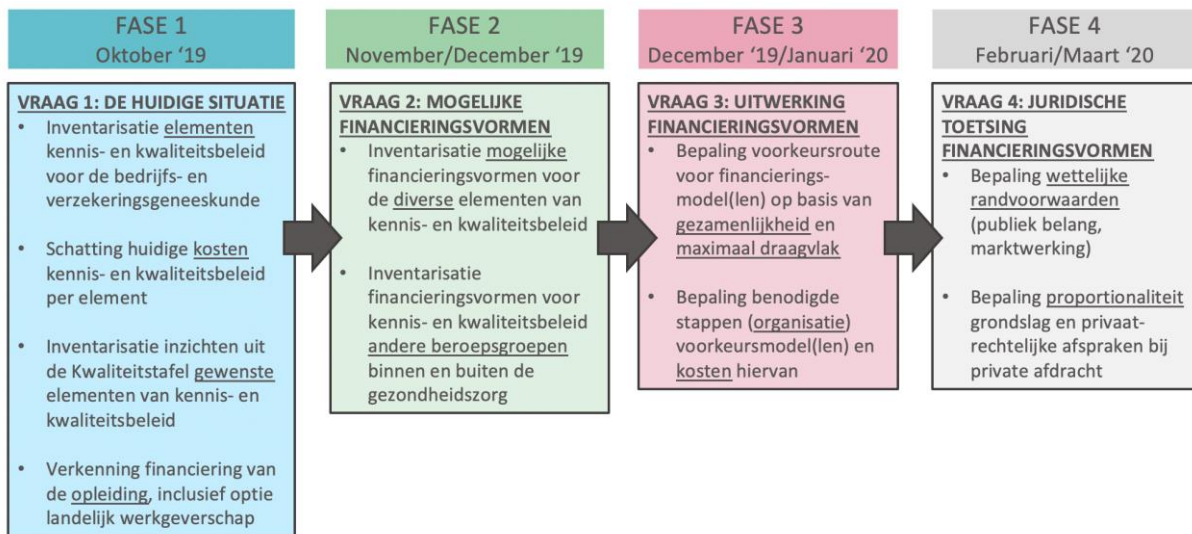 FASE 1
Oktober ‘19
VRAAG 1: DE HUIDIGE SITUATIE
• Inventarisatie elementen
kennis- en kwaliteitsbeleid
voor de bedrijfs- en
verzekeringsgeneeskunde
• Schatting huidige kosten
kennis- en kwaliteitsbeleid
per element
• Inventarisatie inzichten uit
de Kwaliteitstafel gewenste
elementen van kennis- en
kwaliteitsbeleid
• Verkenning financiering van
de opleiding, inclusief optie
landelijk werkgeverschap
FASE 2
November/December ‘19
VRAAG 2: MOGELIJKE
FINANCIERINGSVORMEN
• Inventarisatie mogelijke
financieringsvormen voor
de diverse elementen van
kennis- en kwaliteitsbeleid
• Inventarisatie
financieringsvormen voor
kennis- en kwaliteitsbeleid
andere beroepsgroepen
binnen en buiten de
gezondheidszorg
FASE 3
December ‘19/Januari ‘20
VRAAG 3: UITWERKING
FINANCIERINGSVORMEN
• Bepaling voorkeursroute
voor financierings-
model(len) op basis van
gezamenlijkheid en
maximaal draagvlak
• Bepaling benodigde
stappen (organisatie)
voorkeursmodel(len) en
kosten hiervan
FASE 4
Februari/Maart ‘20
VRAAG 4: JURIDISCHE
TOETSING
FINANCIERINGSVORMEN
• Bepaling wettelijke
randvoorwaarden
(publiek belang,
marktwerking)
• Bepaling proportionaliteit
grondslag en privaat-
rechtelijke afspraken bij
private afdracht